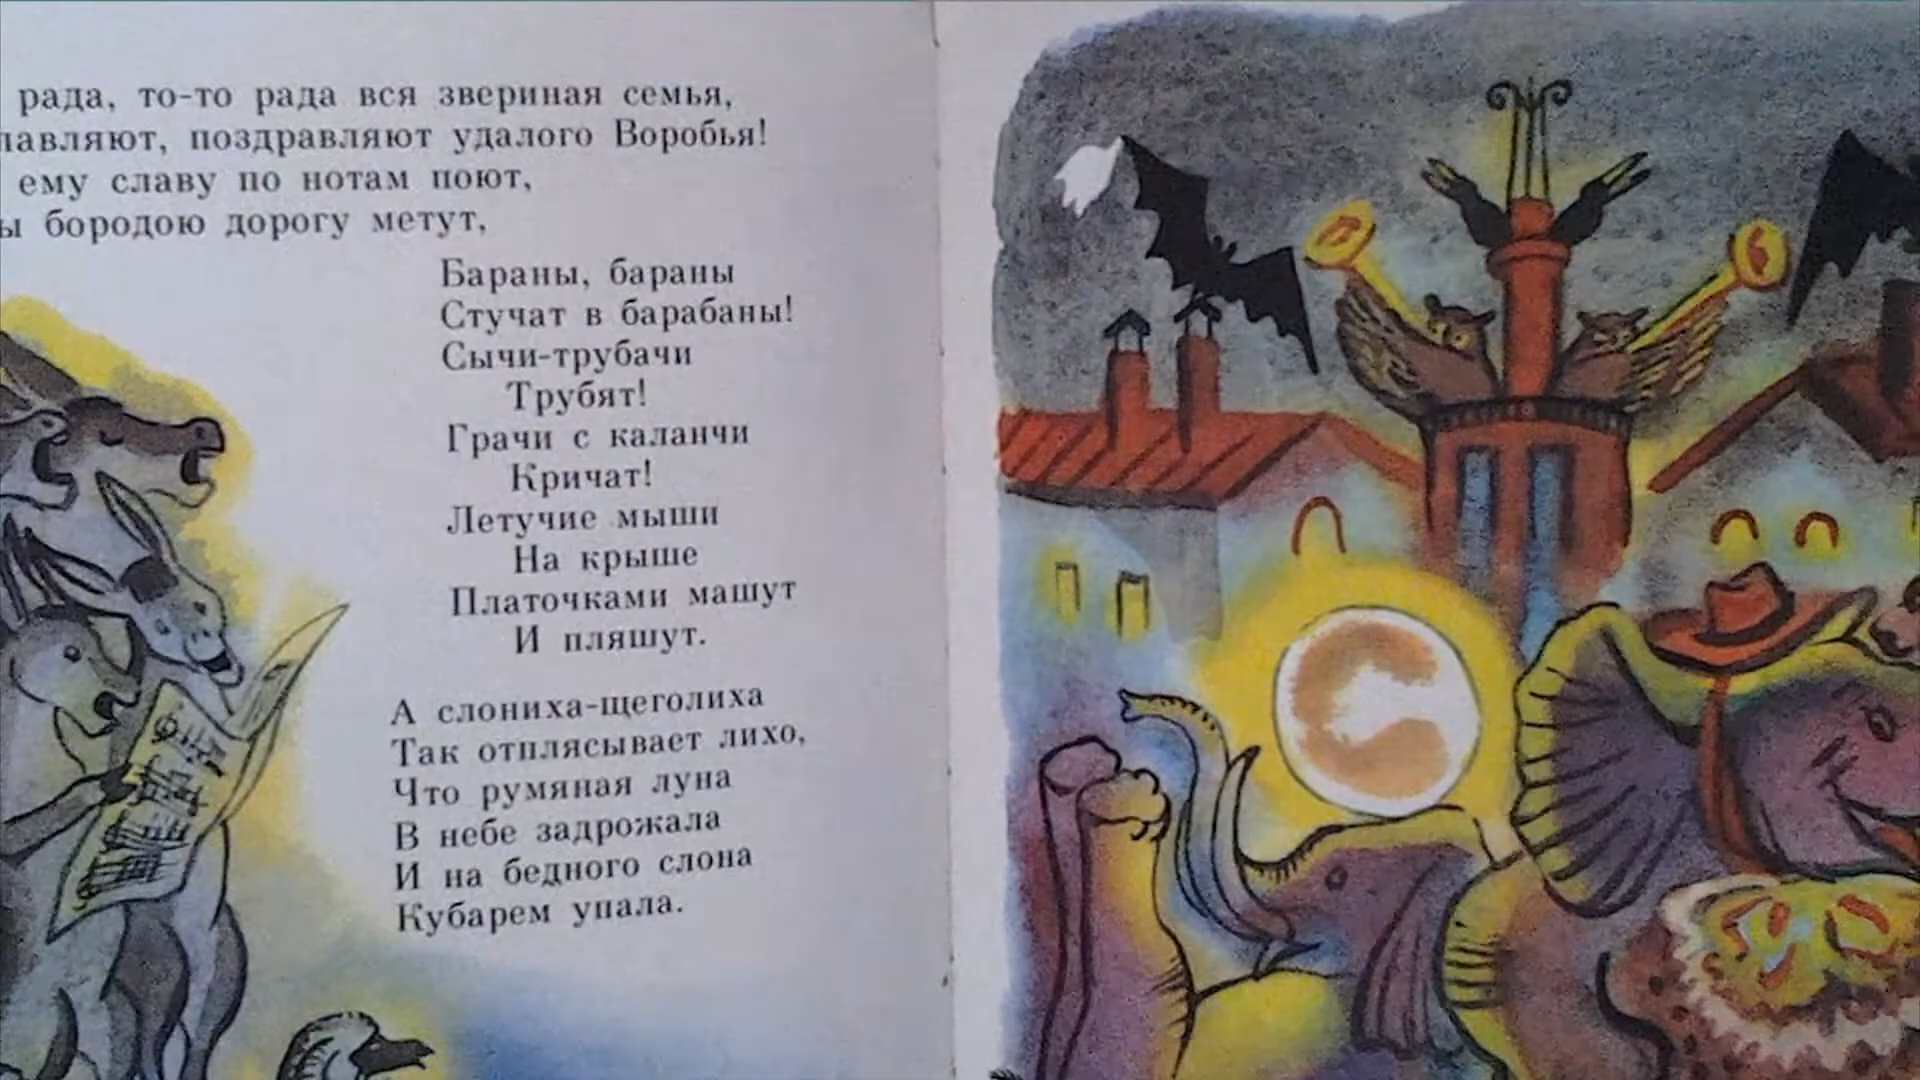 рада, то-то рада вся звериная семья,
поздравляют удалого Воробья!
ему славу по нотам поют,
бородою дорогу метут,
Бараны, бараны
Стучат в барабаны!
Сычи-трубачи
Трубят!
Грачи с каланчи
Кричат!
Летучие мыши
На крыше
Платочками машут
И пляшут.
А слониха-щеголиха
Так отплясывает лихо,
Что румяная луна
В небе задрожала
И на бедного слона
Кубарем упала.